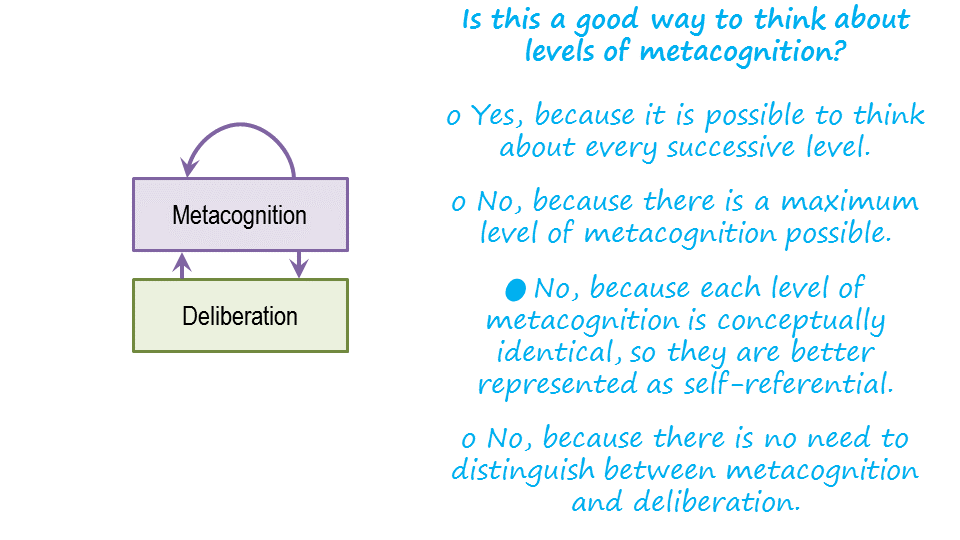 Is this a good way to think about
levels of metacognition?
o Yes, because it is possible to think
about every successive level.
o No, because there is a maximum
level of metacognition possible.
● No, because each level of
metacognition is conceptually
identical, so they are better
represented as self-referential.
o No, because there is no need to
distinguish between metacognition
and deliberation.
Metacognition
Deliberation